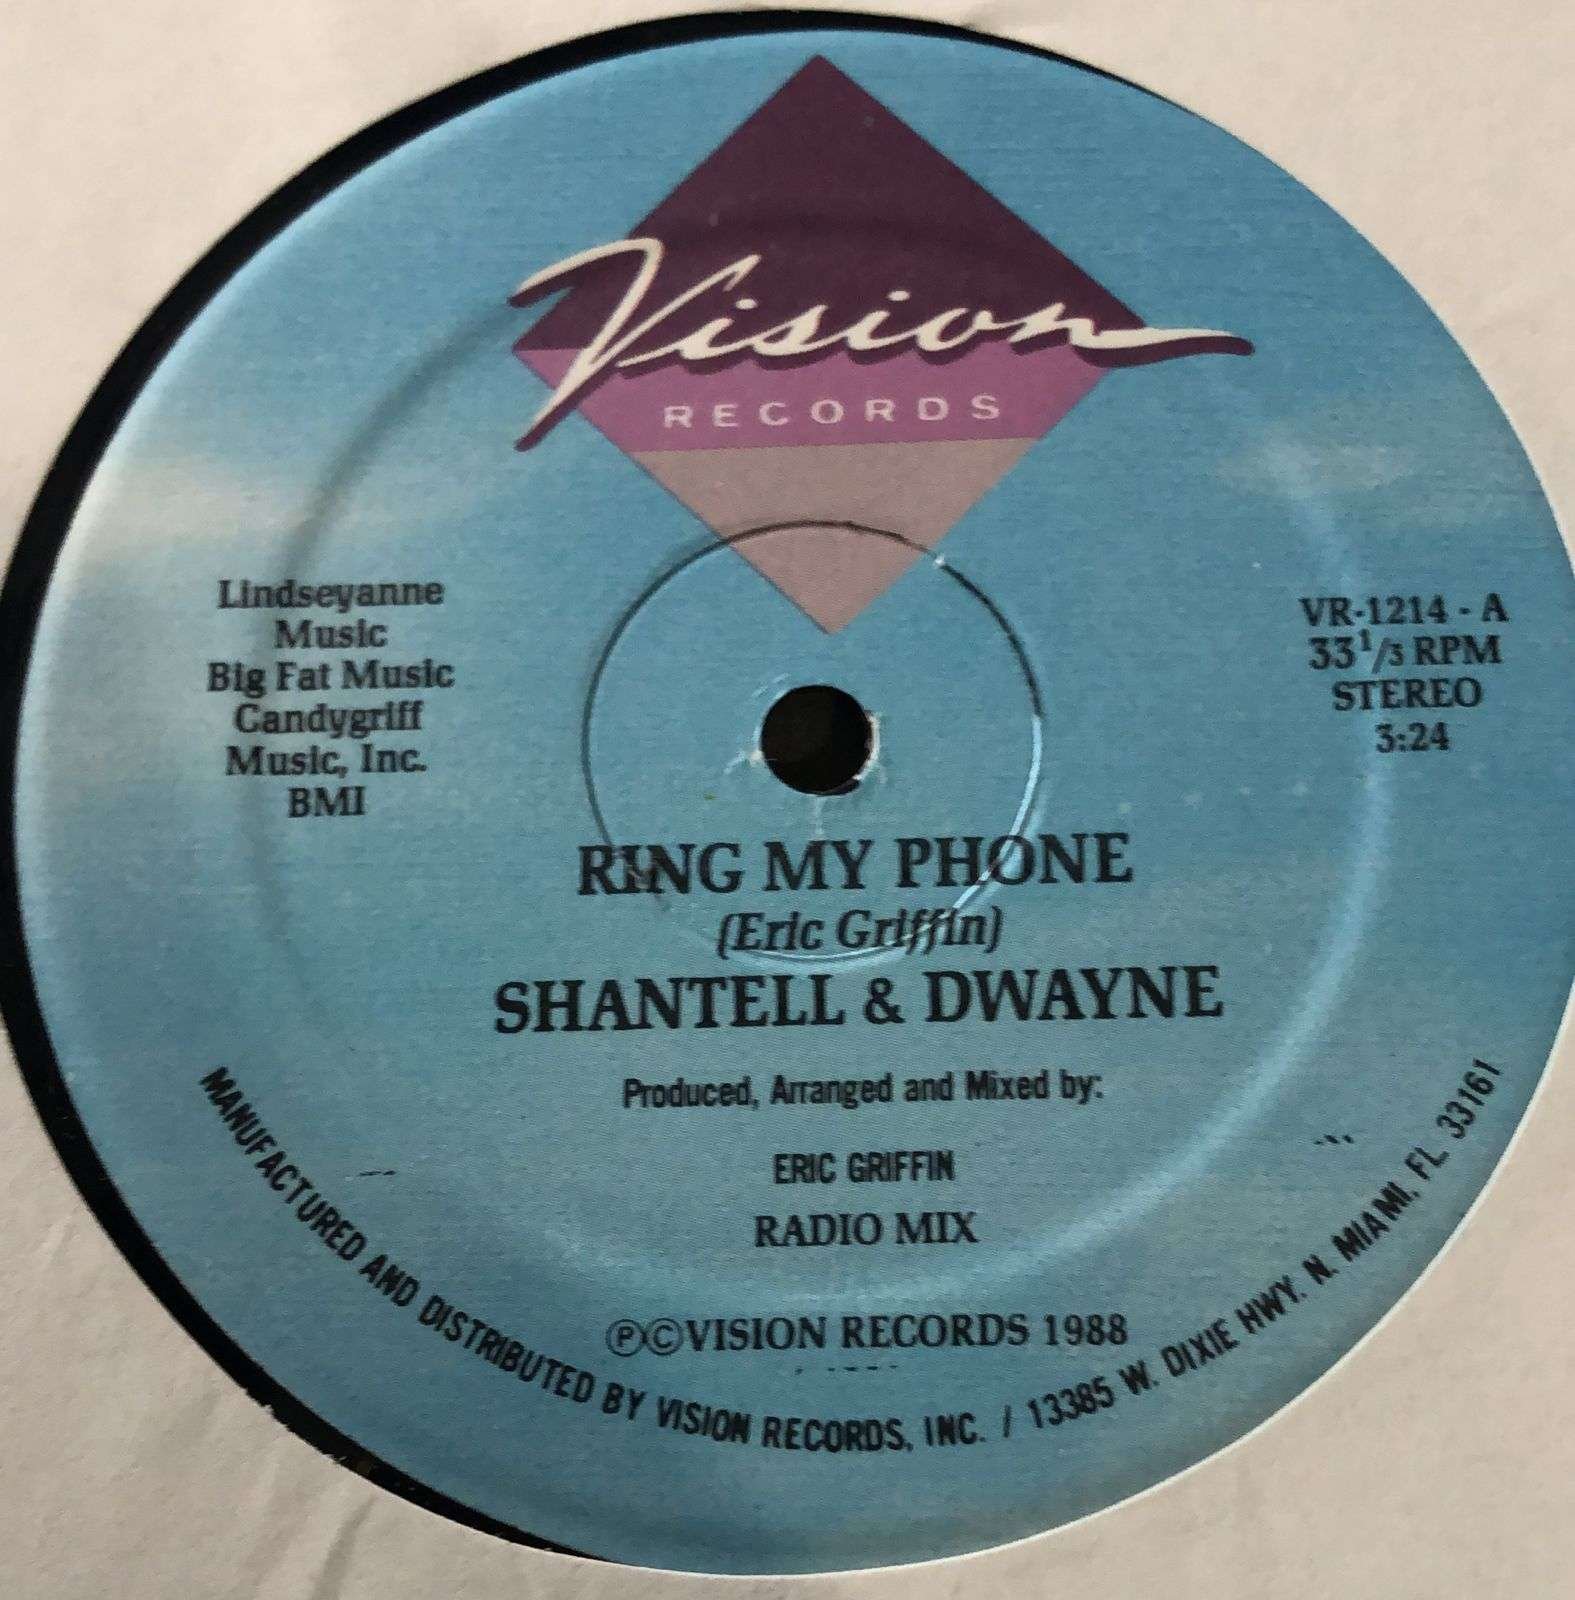 Vision
RECORDS
Lindseyanne
Music
Big Fat Music
Candygriff
Music, Inc.
BMI
VR-1214 - A
33 1/3 RPM
STEREO
3:24
RING MY PHONE
(Eric Griffin)
SHANTELL & DWAYNE
Produced, Arranged and Mixed by:
ERIC GRIFFIN
RADIO MIX
ⓅⒸVISION RECORDS 1988
MANUFACTURED AND DISTRIBUTED BY VISION RECORDS, INC. / 13385 W. DIXIE HWY. N. MIAMI, FL 33161